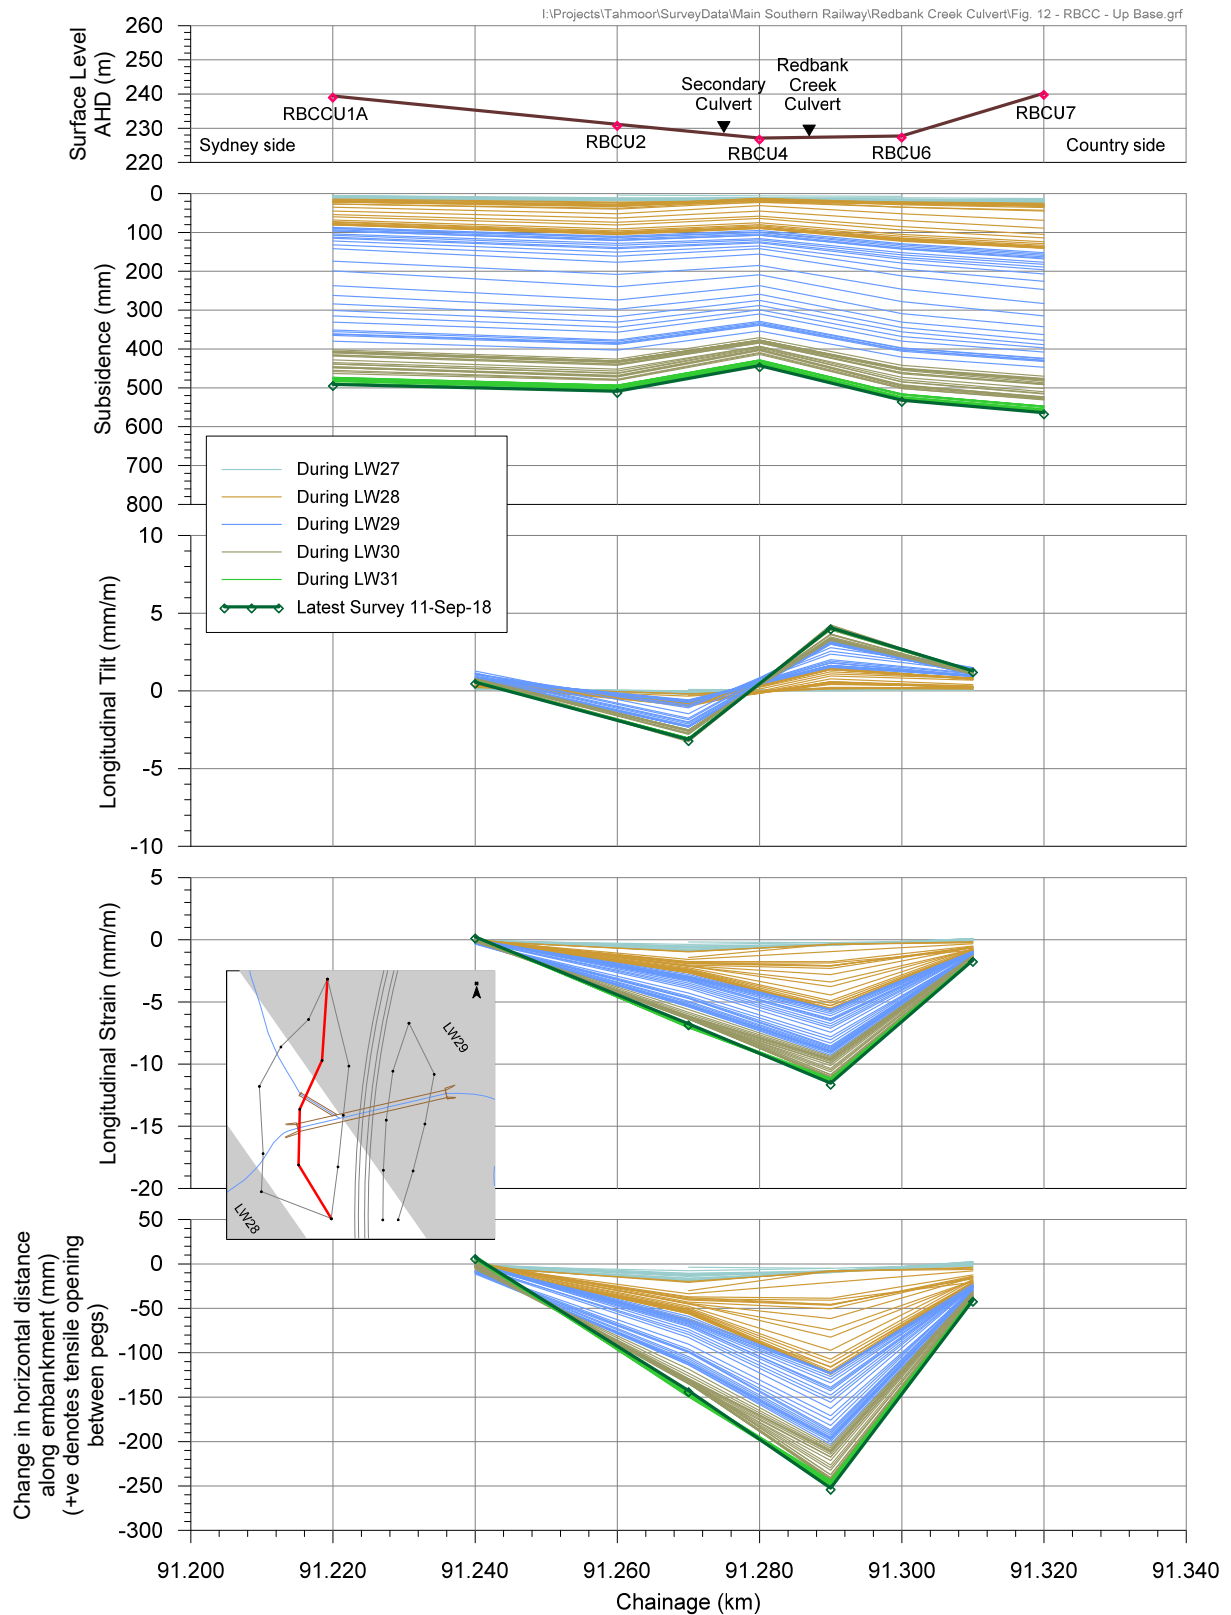 I:\Projects\Tahmoor\SurveyData\Main Southern Railway\Redbank Creek Culvert\Fig. 12 - RBCC - Up Base.grf
Surface Level
AHD (m)
260
250
240
230
220
RBCCU1A
RBCU2
Secondary
Culvert
Redbank
Creek
Culvert
RBCU4
RBCU6
RBCU7
Sydney side
Country side
Subsidence (mm)
0
100
200
300
400
500
600
700
800
During LW27
During LW28
During LW29
During LW30
During LW31
Latest Survey 11-Sep-18
Longitudinal Tilt (mm/m)
10
5
0
-5
-10
Longitudinal Strain (mm/m)
5
0
-5
-10
-15
-20
LW29
LW28
Change in horizontal distance
along embankment (mm)
(+ve denotes tensile opening
between pegs)
50
0
-50
-100
-150
-200
-250
-300
91.200
91.220
91.240
91.260
91.280
91.300
91.320
91.340
Chainage (km)